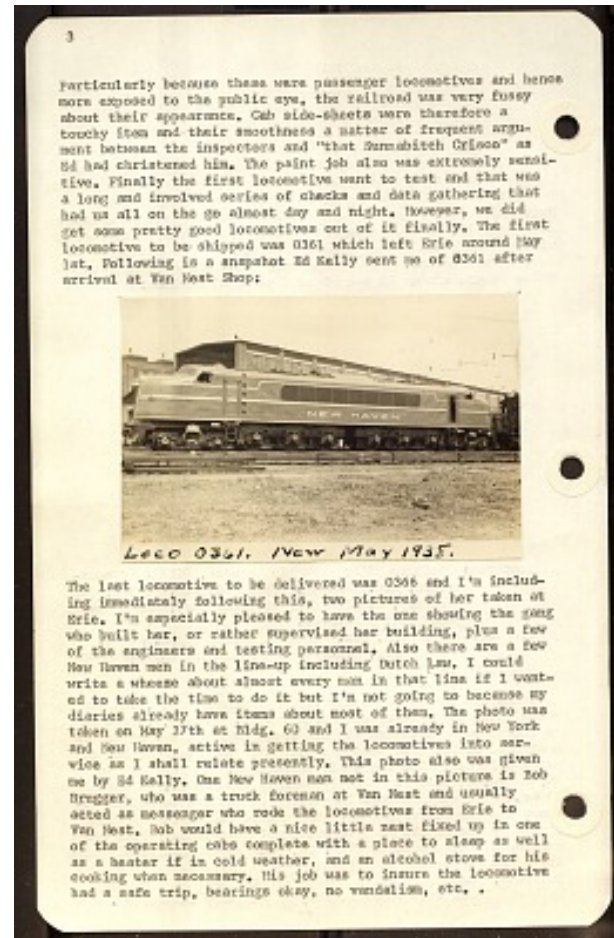 3
Particularly because these were passenger locomotives and hence
more exposed to the public eye, the railroad was very fussy
about their appearance. Cab side-sheets were therefore a
touchy item and their smoothness a matter of frequent argu-
ment between the inspectors and "that Sunnabitch Crisco" as
Ed had christened him. The paint job also was extremely sensi-
tive. Finally the first locomotive went to test and that was
a long and involved series of checks and data gathering that
had us all on the go almost day and night. However, we did
get some pretty good locomotives out of it finally. The first
locomotive to be shipped was 0361 which left Erie around May
1st. Following is a snapshot Ed Kelly sent me of 0361 after
arrival at Van Nest Shop:
NEW HAVEN
Loco 0361. New May 1938.
The last locomotive to be delivered was 0366 and I'm includ-
ing immediately following this, two pictures of her taken at
Erie. I'm especially pleased to have the one showing the gang
who built her, or rather supervised her building, plus a few
of the engineers and testing personnel. Also there are a few
New Haven men in the line-up including Dutch Law. I could
write a wheeze about almost every man in that line if I want-
ed to take the time to do it but I'm not going to because my
diaries already have items about most of them. The photo was
taken on May 17th at Bldg. 60 and I was already in New York
and New Haven, active in getting the locomotives into ser-
vice as I shall relate presently. This photo also was given
me by Ed Kelly. One New Haven man not in this picture is Bob
Brugger, who was a truck foreman at Van Nest and usually
acted as messenger who rode the locomotives from Erie to
Van Nest. Bob would have a nice little nest fixed up in one
of the operating cabs complete with a place to sleep as well
as a heater if in cold weather, and an alcohol stove for his
cooking when necessary. His job was to insure the locomotive
had a safe trip, bearings okay, no vandalism, etc. .